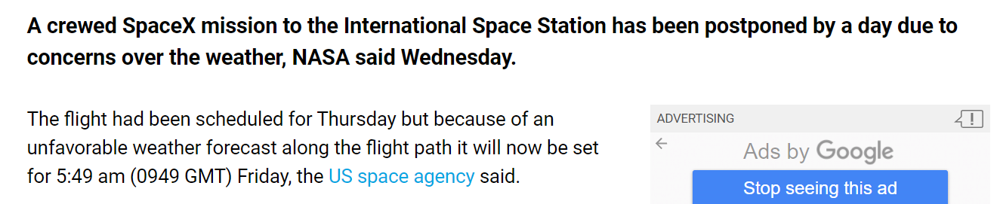 A crewed SpaceX mission to the International Space Station has been postponed by a day due to
concerns over the weather, NASA said Wednesday.
The flight had been scheduled for Thursday but because of an
unfavorable weather forecast along the flight path it will now be set
for 5:49 am (0949 GMT) Friday, the US space agency said.
ADVERTISING
Ads by Google
Stop seeing this ad